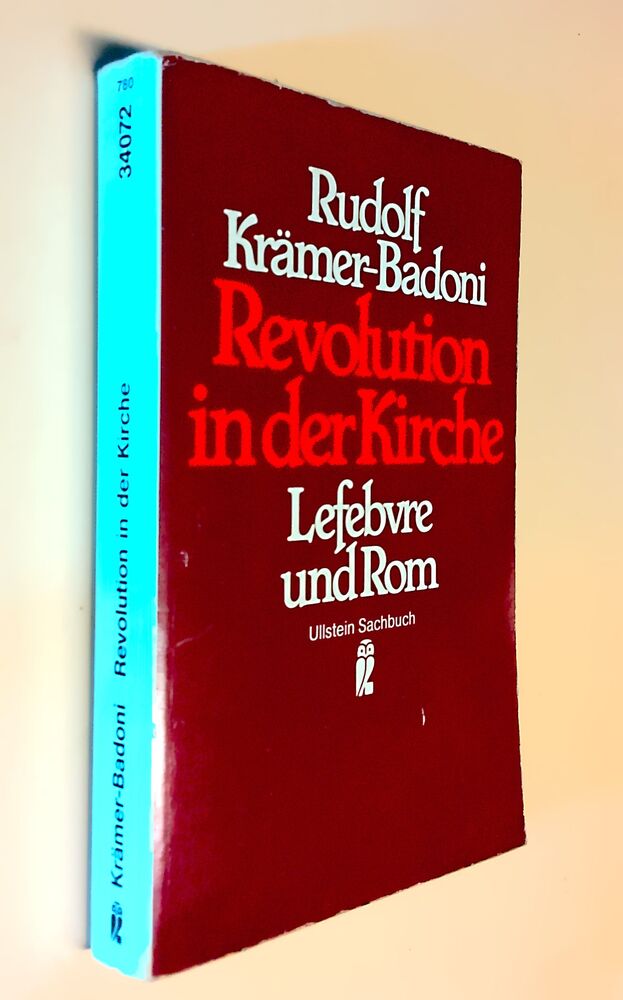 Rudolf
Krämer-Badoni
Revolution
in der Kirche
Lefebvre
und Rom
Ullstein Sachbuch
Krämer-Badoni Revolution in der Kirche 34072
780